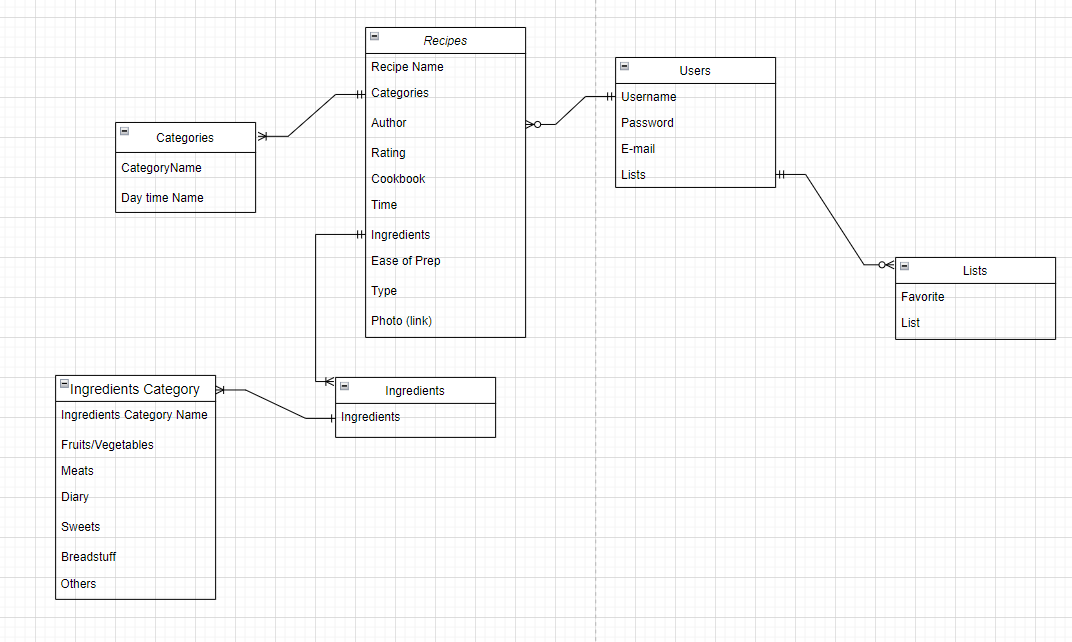 Recipes
Recipe Name
Categories
Author
Rating
Cookbook
Time
Ingredients
Ease of Prep
Type
Photo (link)
Users
Username
Password
E-mail
Lists
Categories
CategoryName
Day time Name
Lists
Favorite
List
Ingredients Category
Ingredients Category Name
Fruits/Vegetables
Meats
Diary
Sweets
Breadstuff
Others
Ingredients
Ingredients